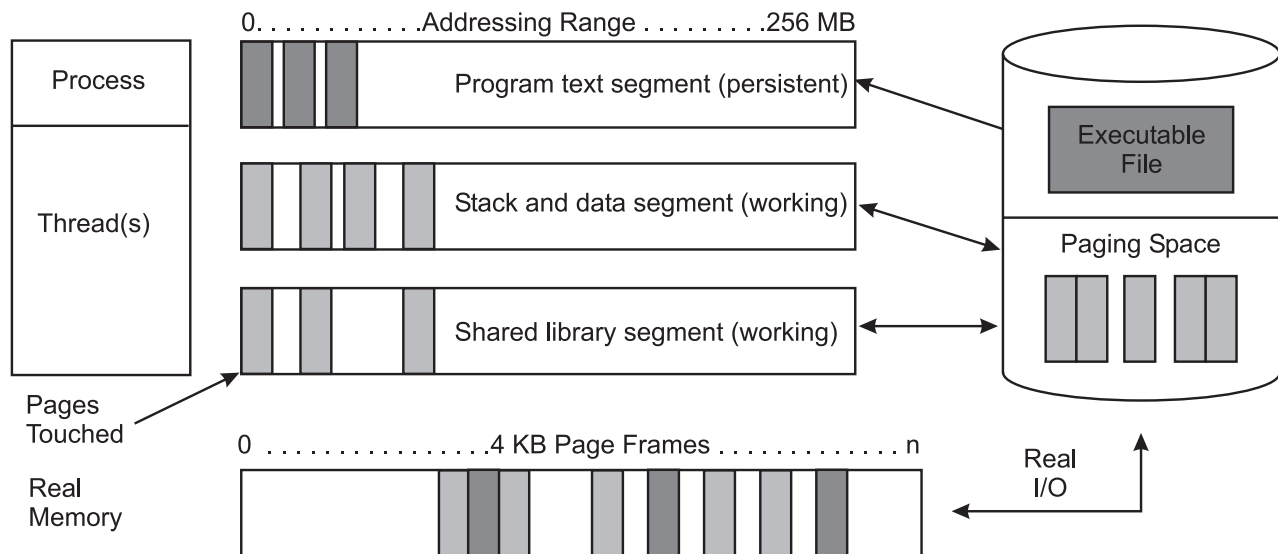 0. . . . . . . . . . . .Addressing Range . . . . . . . . .256 MB
Process
Program text segment (persistent)
Executable
File
Thread(s)
Stack and data segment (working)
Paging Space
Shared library segment (working)
Pages
Touched
0 . . . . . . . . . . . . . . . . .4 KB Page Frames . . . . . . . . . . . . . . n
Real
I/O
Real
Memory